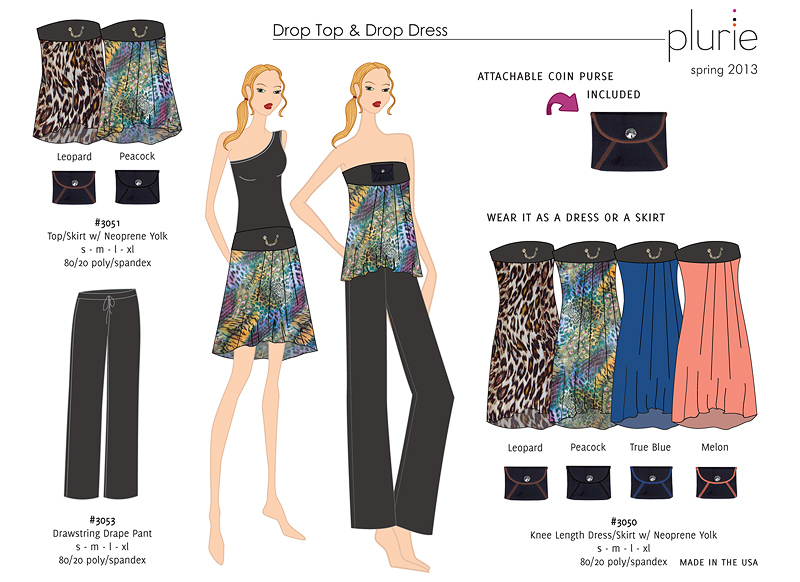 Drop Top & Drop Dress
plurie
spring 2013
ATTACHABLE COIN PURSE
INCLUDED
Leopard Peacock
#3051
Top/Skirt w/ Neoprene Yolk
s - m - l - xl
80/20 poly/spandex
WEAR IT AS A DRESS OR A SKIRT
Leopard Peacock True Blue Melon
#3053
Drawstring Drape Pant
s - m - l - xl
80/20 poly/spandex
#3050
Knee Length Dress/Skirt w/ Neoprene Yolk
s - m - l - xl
80/20 poly/spandex
MADE IN THE USA